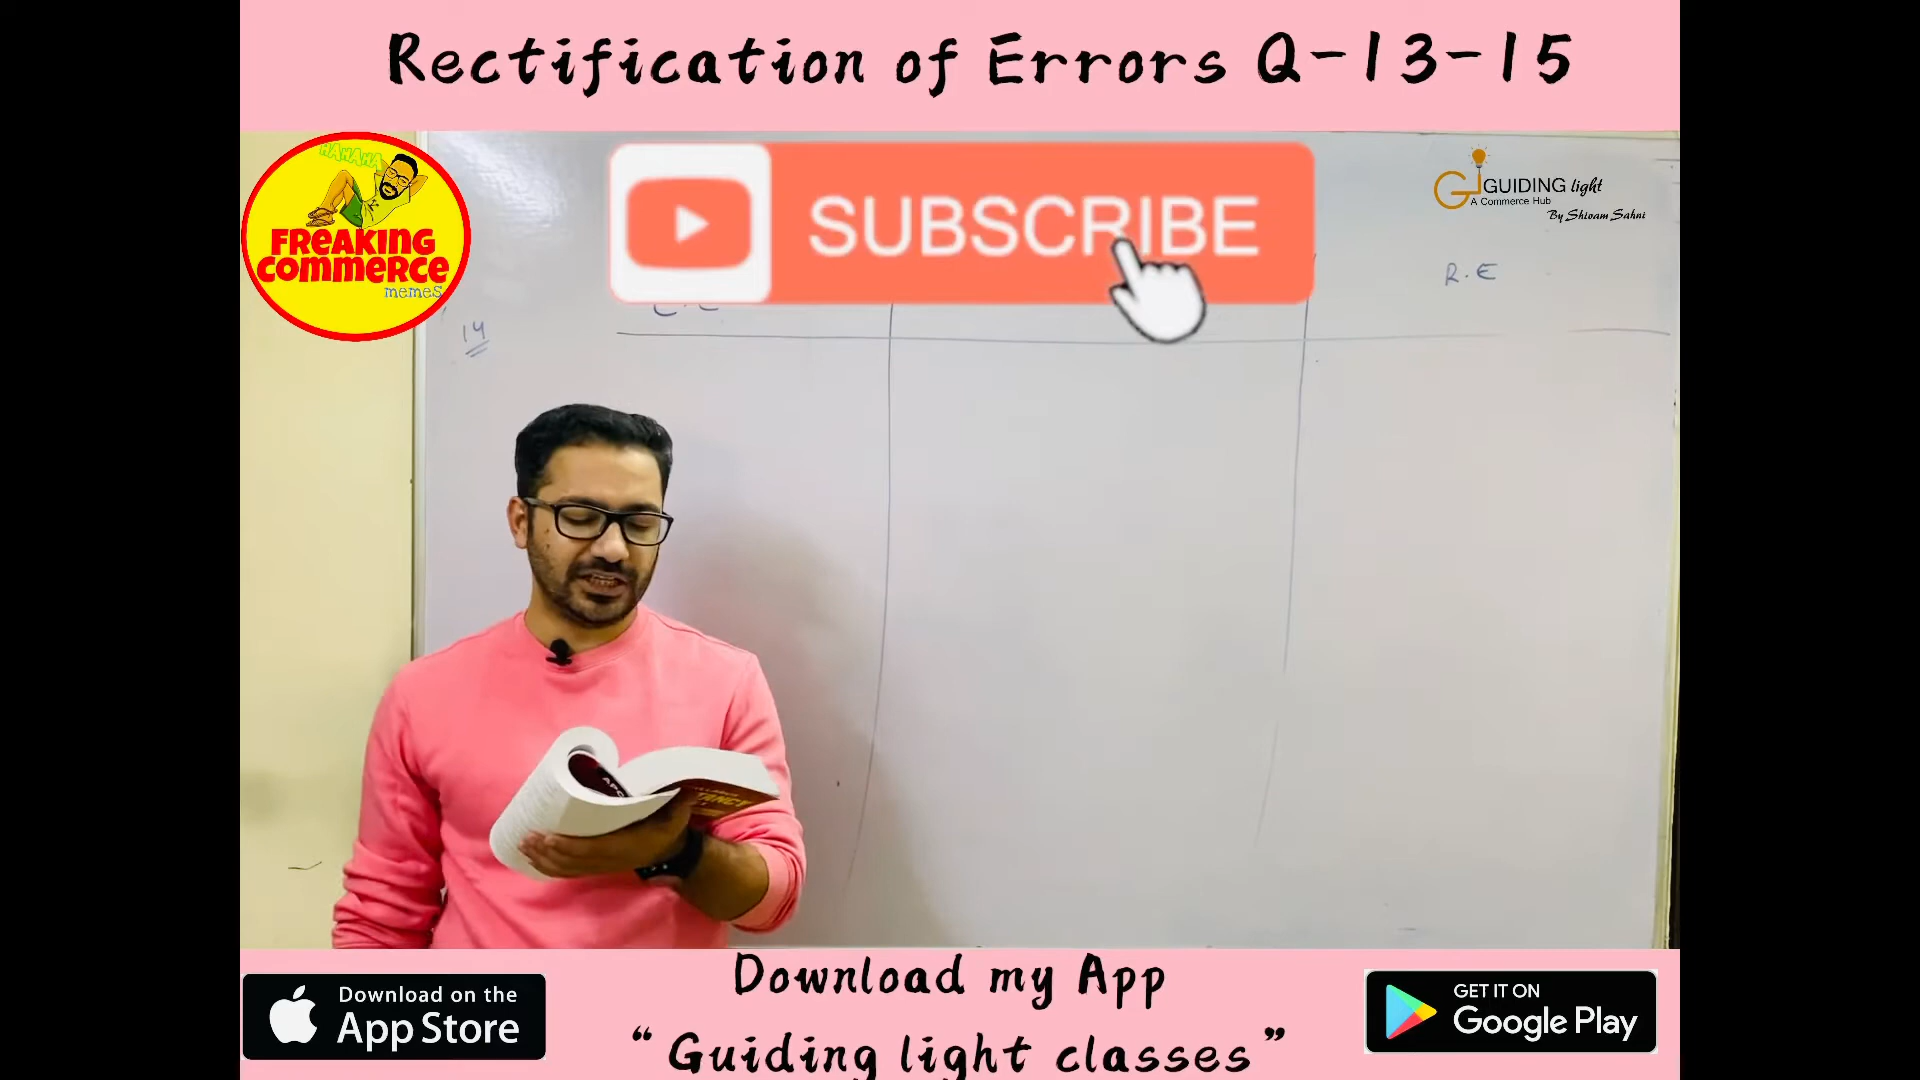 Rectification of Errors Q-13-15
HAHAHA
FREAKING
COMMERCE
memes
SUBSCRIBE
GUIDING light
A Commerce Hub
By Shivam Sahni
R.E
14
TANCY
Download on the
App Store
Download my App
“Guiding light classes”
GET IT ON
Google Play